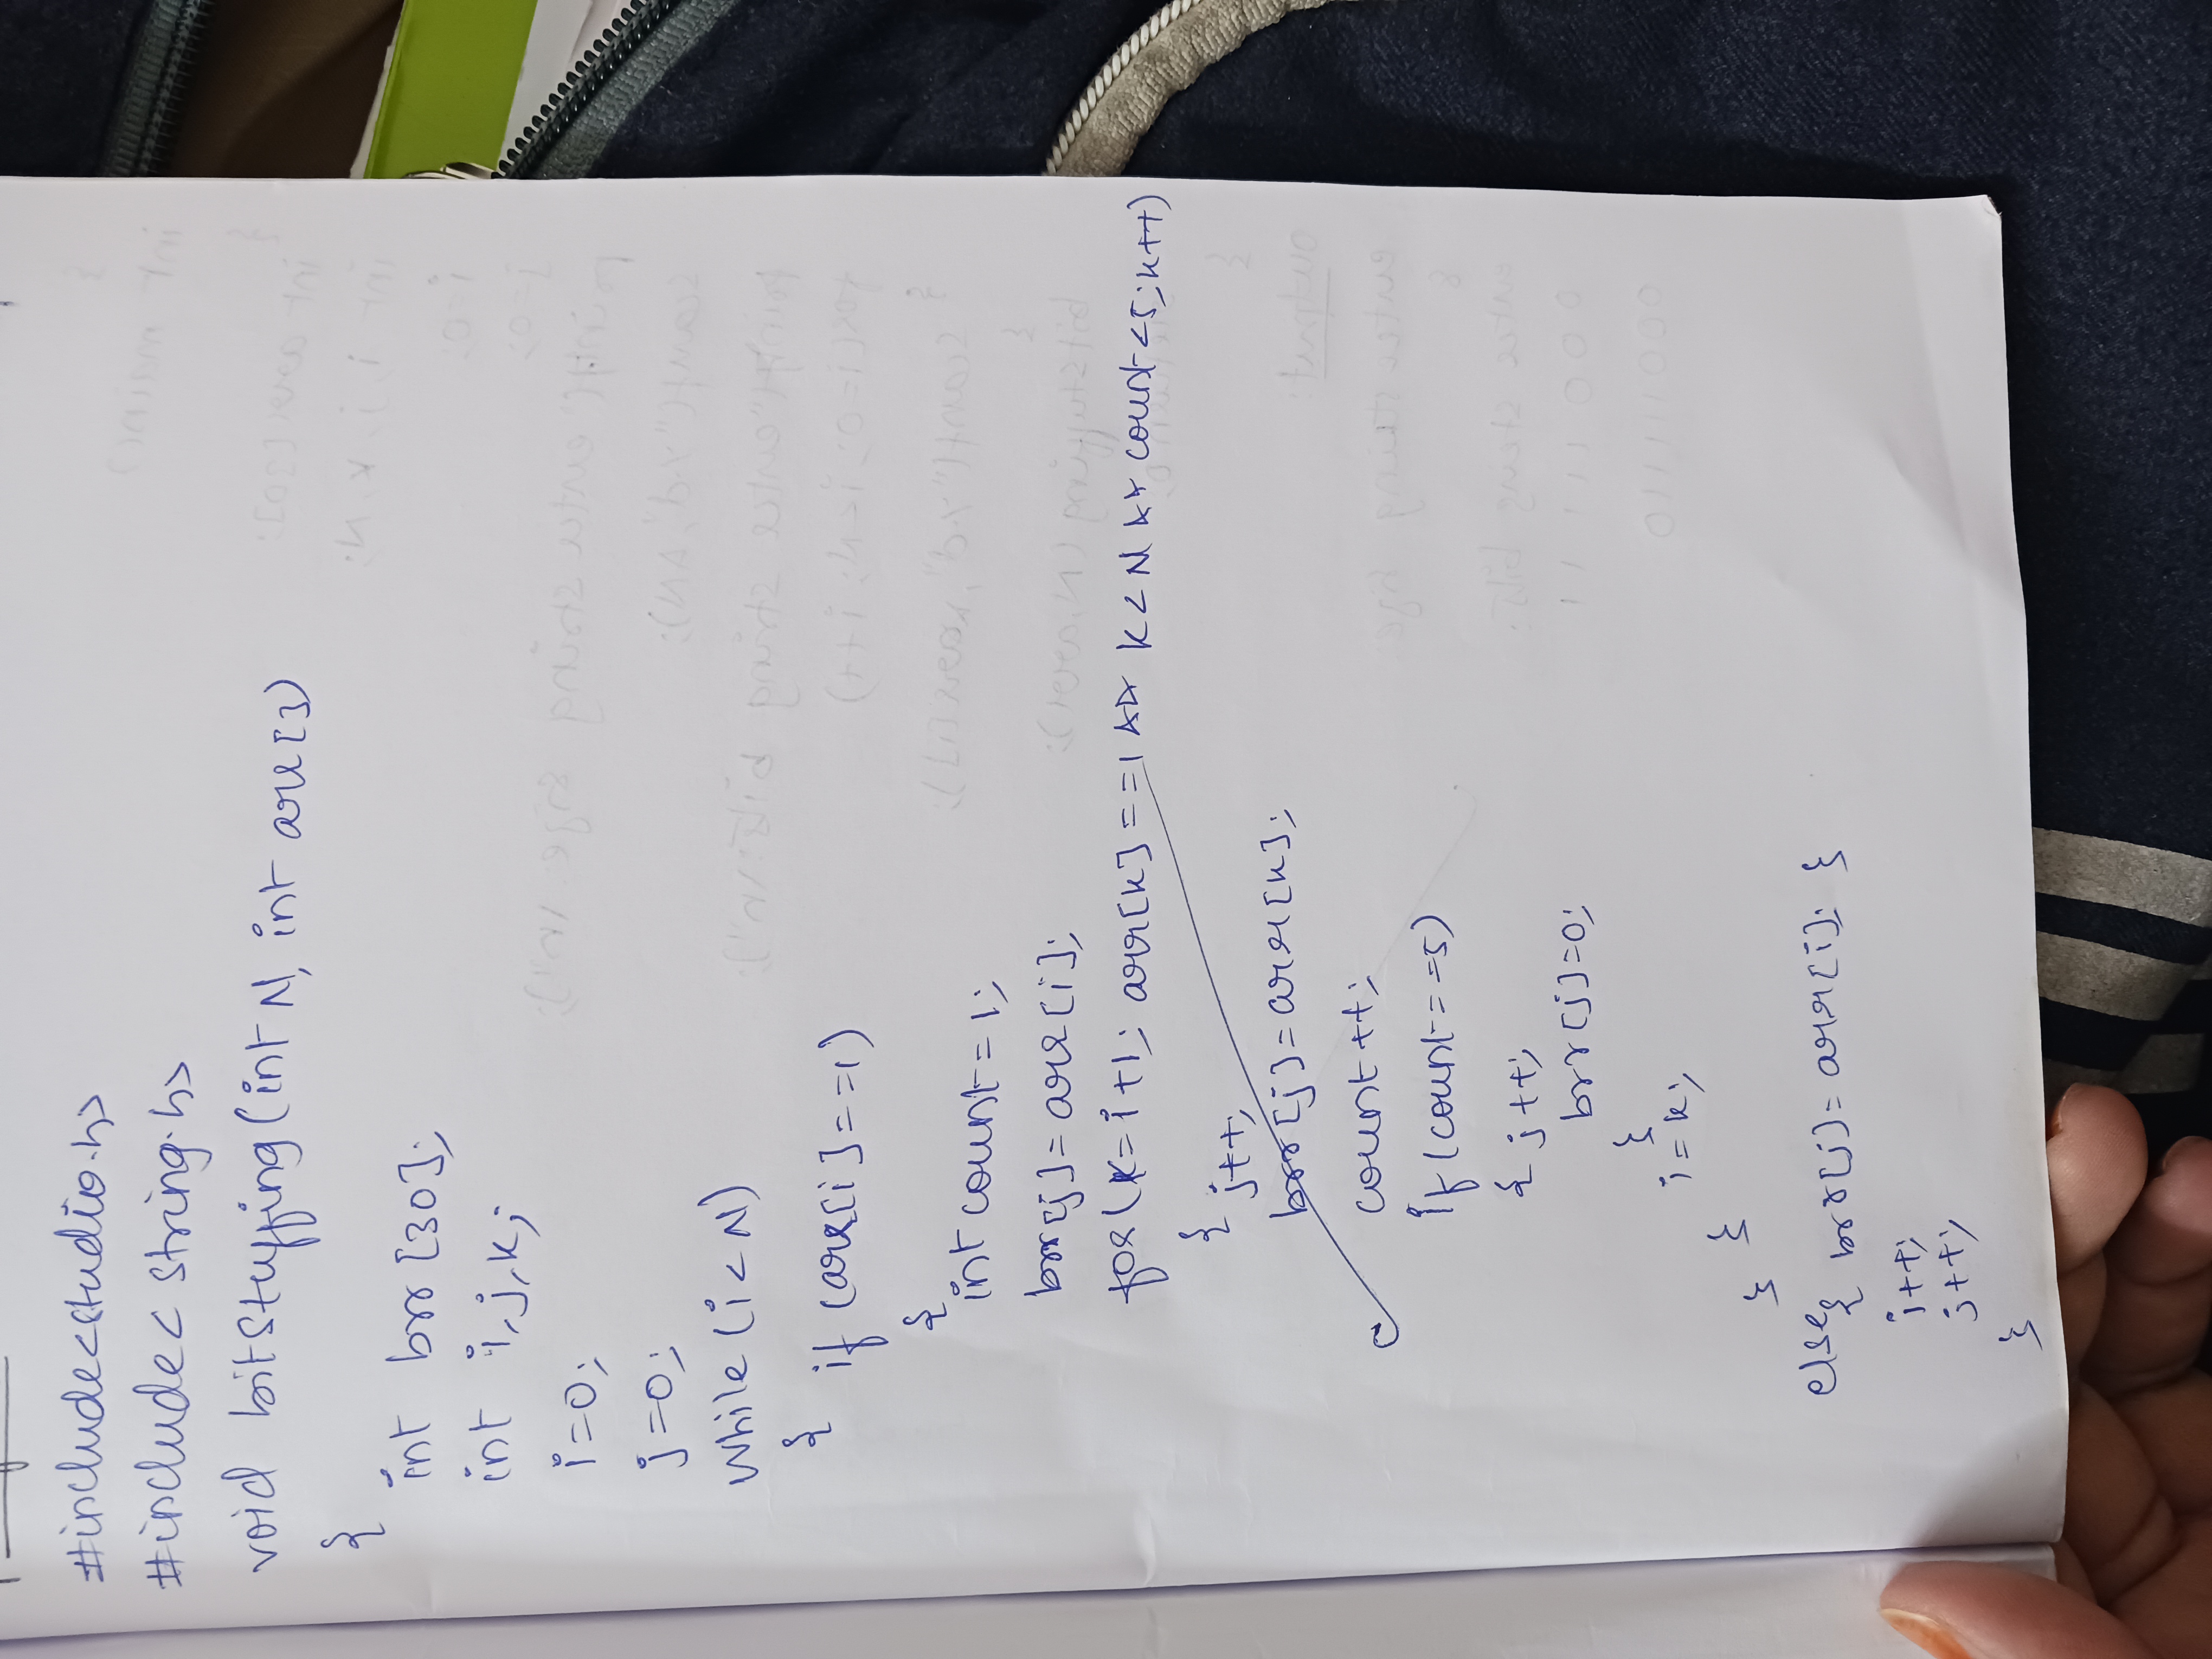 #include<studio.h>
#include< string.h>
void bitstuffing(int N, int arr[])
{
int brr [30];
int i,j,k;
i=0;
j=0;
while (i<N)
{ if (arr[i]==1)
{
int count=1;
brr[j]=arr[i];
for(k=i+1; arr[k]==1 && k<N && count<5;k++)
{ j++;
brr[j]=arr[k];
count++;
if(count==5)
{ j++;
brr[j]=0;
}
i=k;
}
}
else{ brr[j]=arr[i]; }
i++;
j++;
}